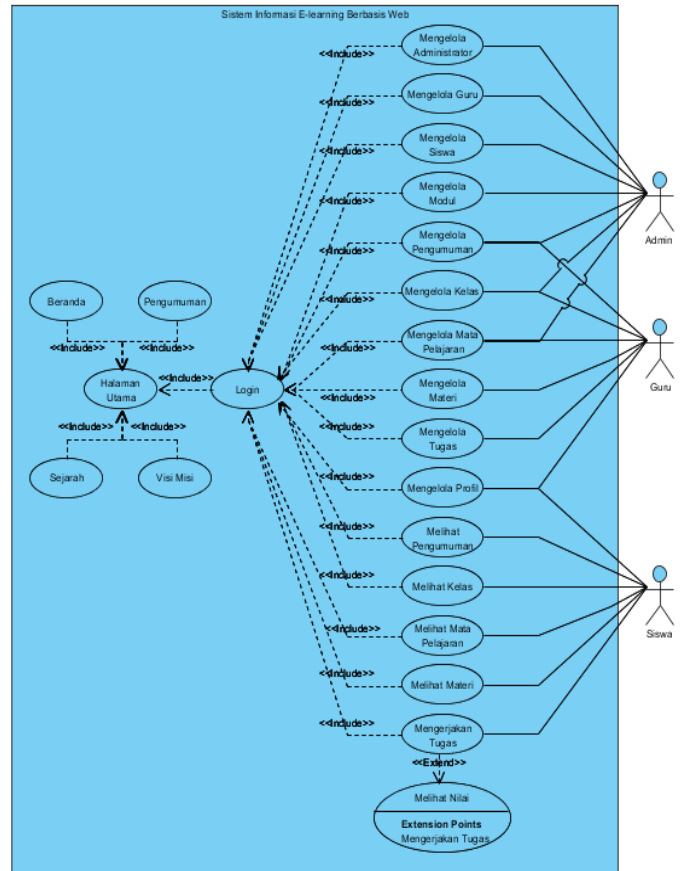 Sistem Informasi E-learning Berbasis Web
<<Include>>
Mengelola
Administrator
<<Include>>
Mengelola Guru
<<Include>>
Mengelola
Siswa
<<Include>>
Mengelola
Modul
Admin
<<Include>>
Mengelola
Pengumuman
<<Include>>
Mengelola Kelas
Beranda
Pengumuman
<<Include>>
Mengelola Mata
Pelajaran
Guru
<<Include>>
<<Include>>
Halaman
Utama
<<Include>>
Login
<<Include>>
Mengelola
Materi
<<Include>>
<<Include>>
<<Include>>
Mengelola
Tugas
Sejarah
Visi Misi
<<Include>>
Mengelola Profil
<<Include>>
Melihat
Pengumuman
<<Include>>
Melihat Kelas
Siswa
<<Include>>
Melihat Mata
Pelajaran
<<Include>>
Melihat Materi
<<Include>>
Mengerjakan
Tugas
<<Extend>>
Melihat Nilai
Extension Points
Mengerjakan Tugas